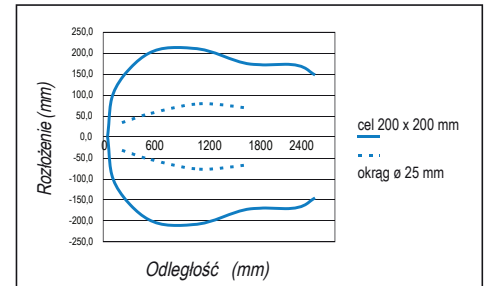 250,0
200,0
150,0
100,0
50,0
0,0
-50,0
-100,0
-150,0
-200,0
-250,0
0 600 1200 1800 2400
Rozłożenie (mm)
Odległość (mm)
cel 200 x 200 mm
okrąg ø 25 mm